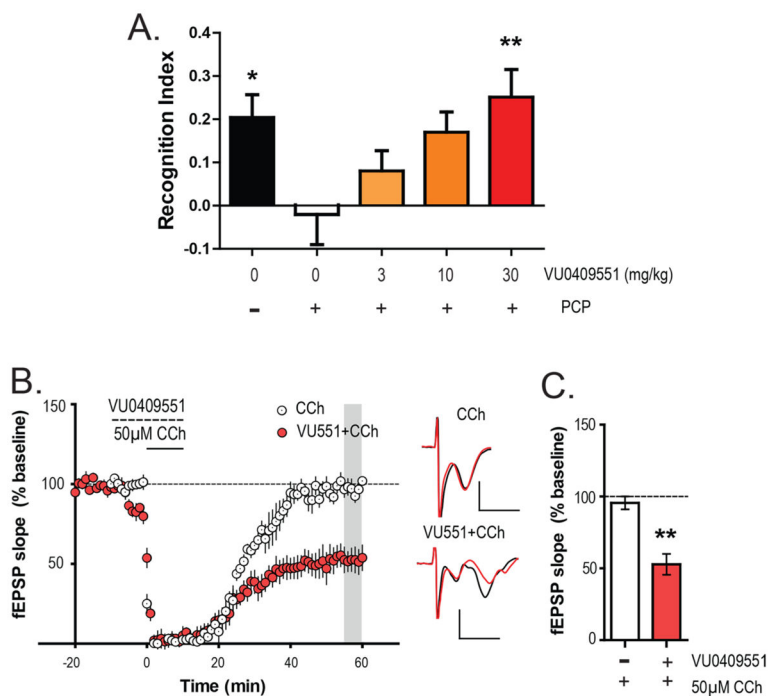 A.
Recognition Index
0.4
0.3
0.2
0.1
0.0
-0.1
*
**
0 0 3 10 30 VU0409551 (mg/kg)
- + + + + PCP
B.
fEPSP slope (% baseline)
150
100
50
VU0409551
50µM CCh
CCh
VU551+CCh
-20 0 20 40 60
Time (min)
CCh
VU551+CCh
C.
fEPSP slope (% baseline)
150
100
50
0
**
- + VU0409551
+ + 50µM CCh